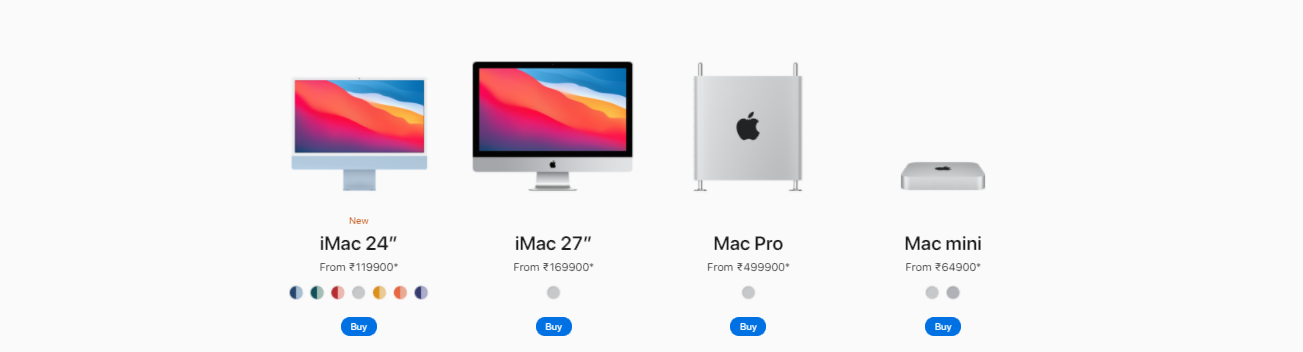 New
iMac 24”
From ₹119900*
Buy
iMac 27”
From ₹169900*
Buy
Mac Pro
From ₹499900*
Buy
Mac mini
From ₹64900*
Buy